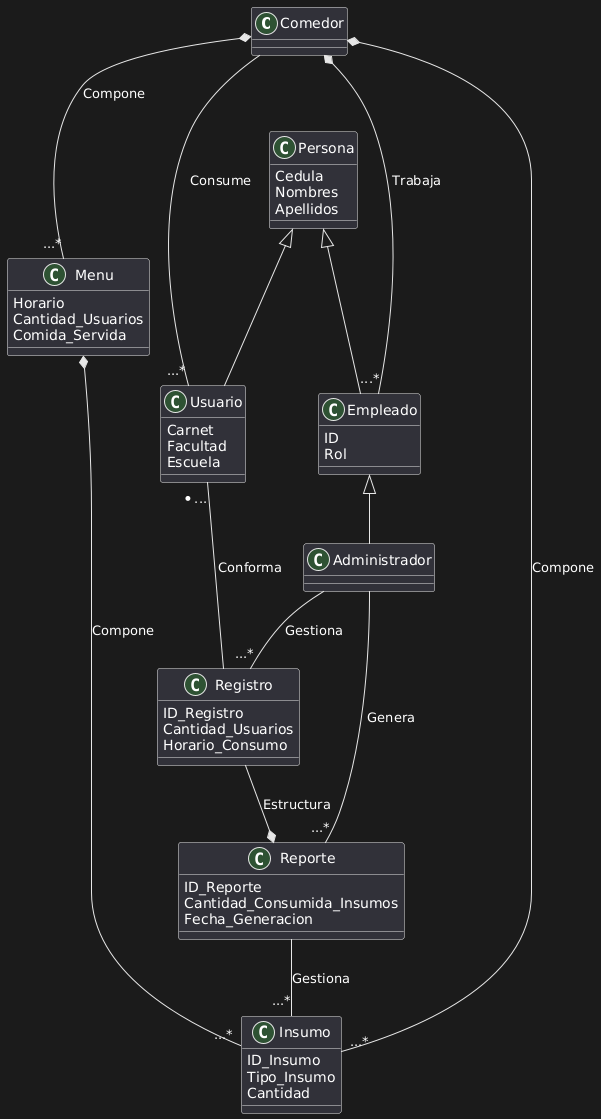 C Comedor
Compone
C Persona
Cedula
Nombres
Apellidos
Consume
Trabaja
...*
C Menu
Horario
Cantidad_Usuarios
Comida_Servida
...*
...*
C Usuario
Carnet
Facultad
Escuela
C Empleado
ID
Rol
• ...
C Administrador
Conforma
Compone
Compone
Gestiona
...*
C Registro
ID_Registro
Cantidad_Usuarios
Horario_Consumo
Genera
Estructura
...*
C Reporte
ID_Reporte
Cantidad_Consumida_Insumos
Fecha_Generacion
Gestiona
...*
...*
...*
C Insumo
ID_Insumo
Tipo_Insumo
Cantidad